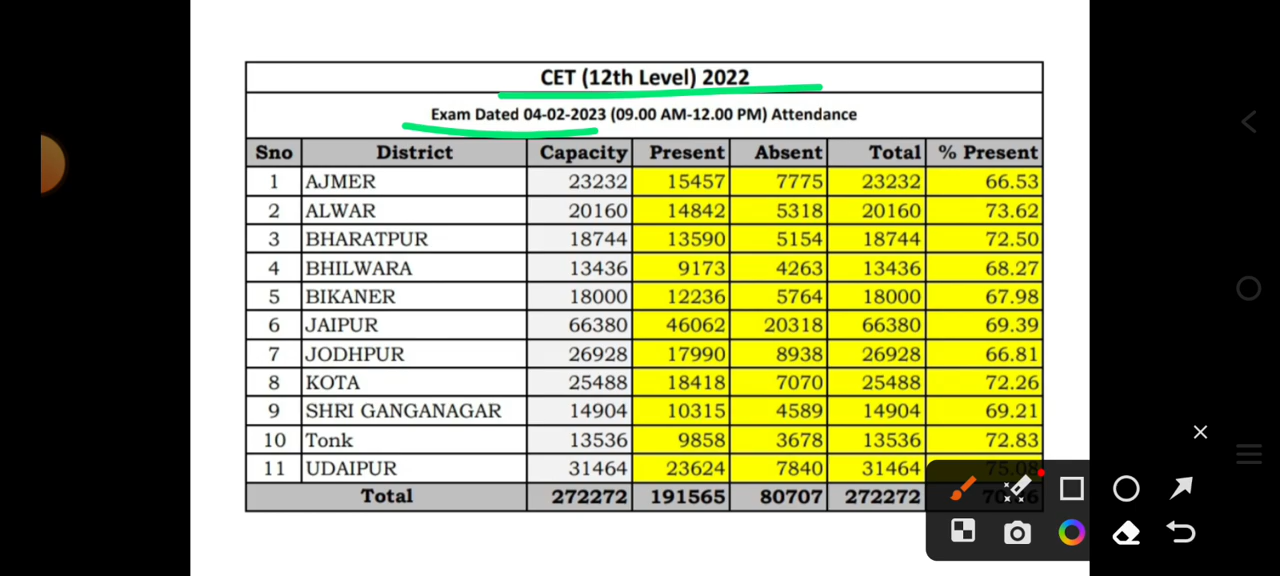 CET (12th Level) 2022
Exam Dated 04-02-2023 (09.00 AM-12.00 PM) Attendance
Sno District Capacity Present Absent Total % Present
1 AJMER 23232 15457 7775 23232 66.53
2 ALWAR 20160 14842 5318 20160 73.62
3 BHARATPUR 18744 13590 5154 18744 72.50
4 BHILWARA 13436 9173 4263 13436 68.27
5 BIKANER 18000 12236 5764 18000 67.98
6 JAIPUR 66380 46062 20318 66380 69.39
7 JODHPUR 26928 17990 8938 26928 66.81
8 KOTA 25488 18418 7070 25488 72.26
9 SHRI GANGANAGAR 14904 10315 4589 14904 69.21
10 Tonk 13536 9858 3678 13536 72.83
11 UDAIPUR 31464 23624 7840 31464 75.08
Total 272272 191565 80707 272272